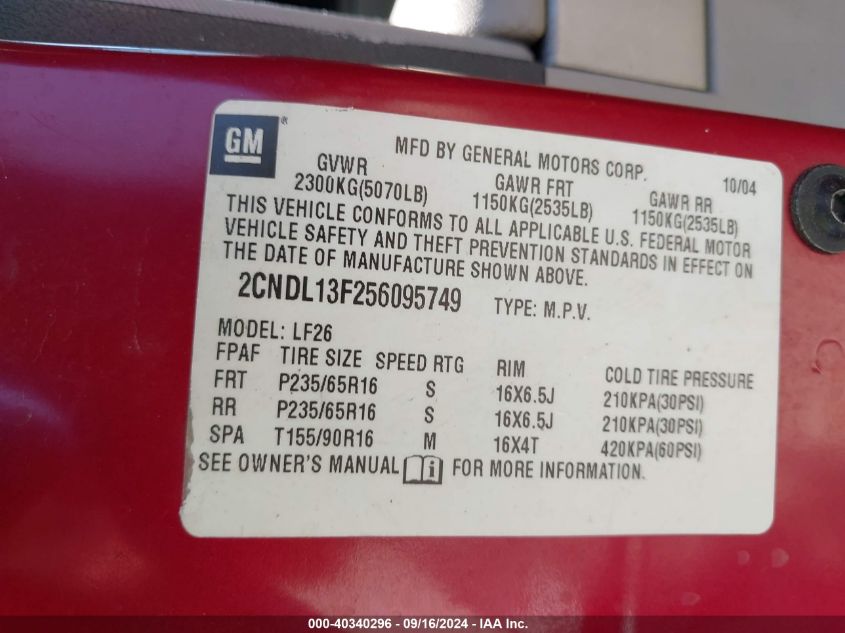 GM ®
MFD BY GENERAL MOTORS CORP. 10/04
GVWR GAWR FRT GAWR RR
2300KG(5070LB) 1150KG(2535LB) 1150KG(2535LB)
THIS VEHICLE CONFORMS TO ALL APPLICABLE U.S. FEDERAL MOTOR
VEHICLE SAFETY AND THEFT PREVENTION STANDARDS IN EFFECT ON
THE DATE OF MANUFACTURE SHOWN ABOVE.
2CNDL13F256095749 TYPE: M.P.V.
MODEL: LF26
FPAF TIRE SIZE SPEED RTG RIM COLD TIRE PRESSURE
FRT P235/65R16 S 16X6.5J 210KPA(30PSI)
RR P235/65R16 S 16X6.5J 210KPA(30PSI)
SPA T155/90R16 M 16X4T 420KPA(60PSI)
SEE OWNER'S MANUAL i FOR MORE INFORMATION.
000-40340296 - 09/16/2024 - IAA Inc.